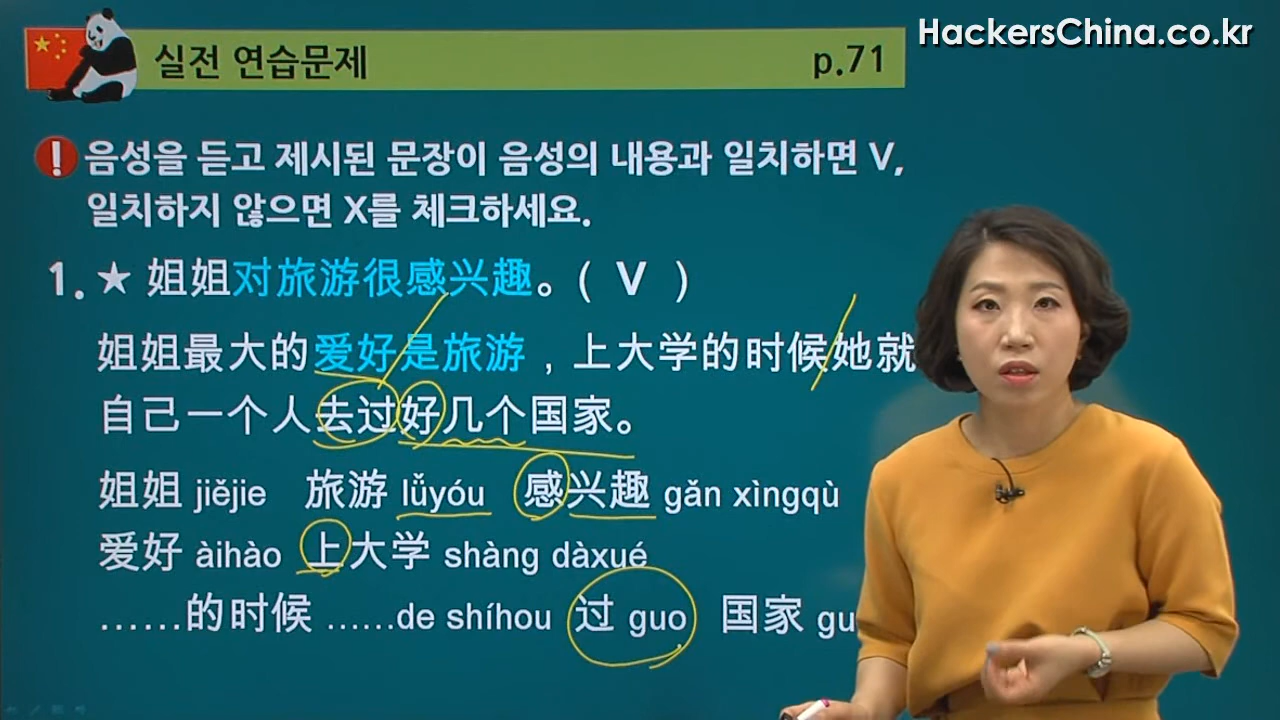 HackersChina.co.kr
실전 연습문제 p.71
! 음성을 듣고 제시된 문장이 음성의 내용과 일치하면 V,
일치하지 않으면 X를 체크하세요.
1. ★ 姐姐对旅游很感兴趣。( V )
姐姐最大的爱好是旅游，上大学的时候她就
自己一个人去过好几个国家。
姐姐 jiějie 旅游 lǚyóu 感兴趣 gǎn xìngqù
爱好 àihào 上大学 shàng dàxué
……的时候 ……de shíhou 过 guo 国家 gu